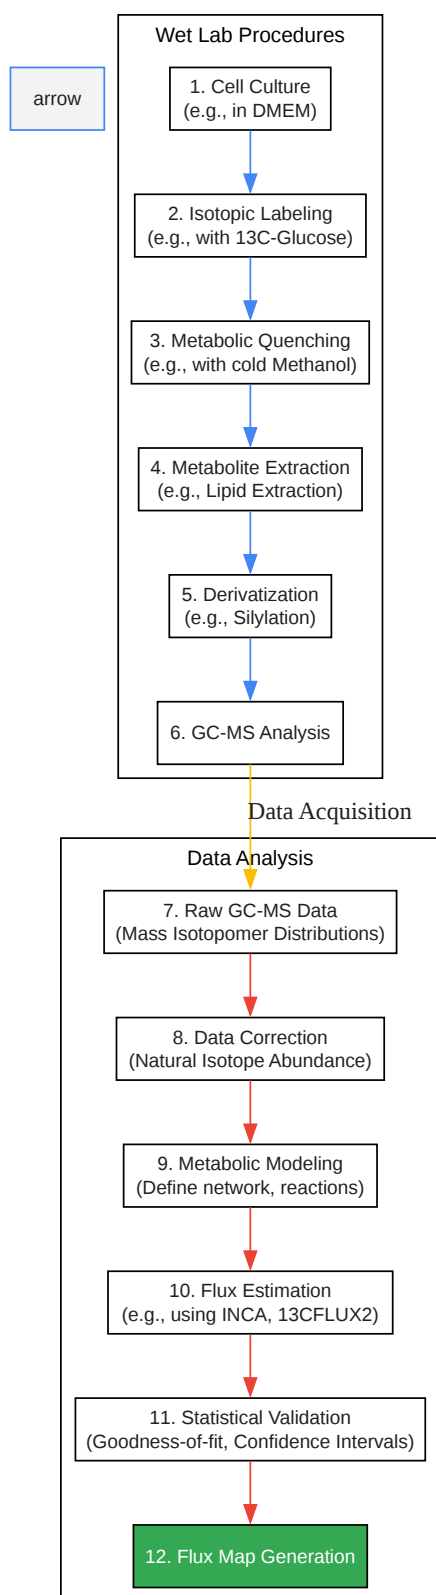 Wet Lab Procedures
arrow
1. Cell Culture
(e.g., in DMEM)
2. Isotopic Labeling
(e.g., with 13C-Glucose)
3. Metabolic Quenching
(e.g., with cold Methanol)
4. Metabolite Extraction
(e.g., Lipid Extraction)
5. Derivatization
(e.g., Silylation)
6. GC-MS Analysis
Data Acquisition
Data Analysis
7. Raw GC-MS Data
(Mass Isotopomer Distributions)
8. Data Correction
(Natural Isotope Abundance)
9. Metabolic Modeling
(Define network, reactions)
10. Flux Estimation
(e.g., using INCA, 13CFLUX2)
11. Statistical Validation
(Goodness-of-fit, Confidence Intervals)
12. Flux Map Generation